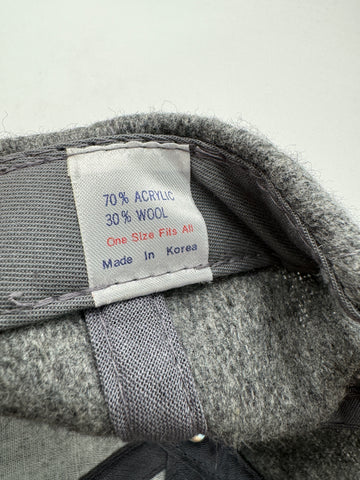 70% ACRYLIC
30% WOOL
One Size Fits All
Made In Korea